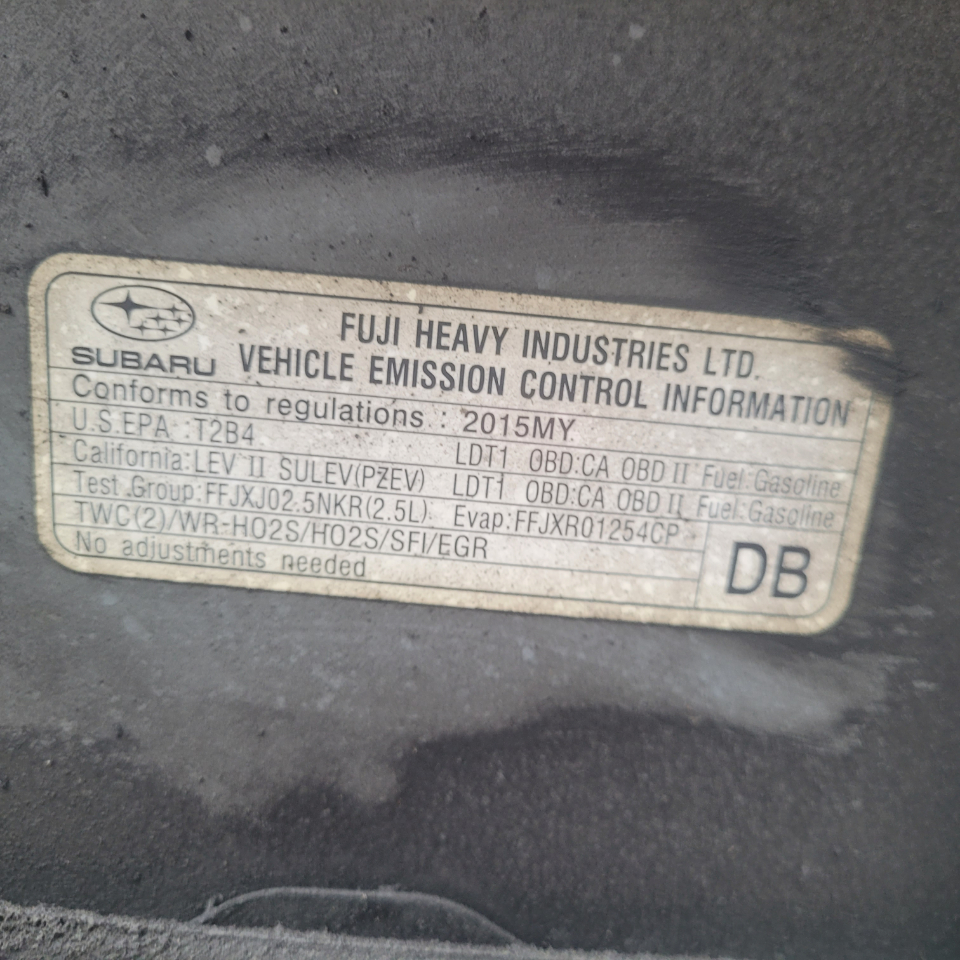 FUJI HEAVY INDUSTRIES LTD.
SUBARU VEHICLE EMISSION CONTROL INFORMATION
Conforms to regulations : 2015MY
U.S.EPA :T2B4 LDT1 OBD:CA OBD II Fuel:Gasoline
California:LEV II SULEV(PZEV) LDT1 OBD:CA OBD II Fuel:Gasoline
Test Group:FFJXJ02.5NKR(2.5L) Evap:FFJXR01254CP
TWC(2)/WR-HO2S/HO2S/SFI/EGR
No adjustments needed
DB